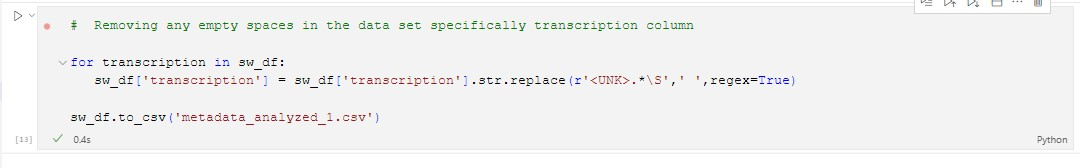 #  Removing any empty spaces in the data set specifically transcription column
for transcription in sw_df:
sw_df['transcription'] = sw_df['transcription'].str.replace(r'<UNK>.*\S',' ',regex=True)
sw_df.to_csv('metadata_analyzed_1.csv')
[13] 0.4s Python